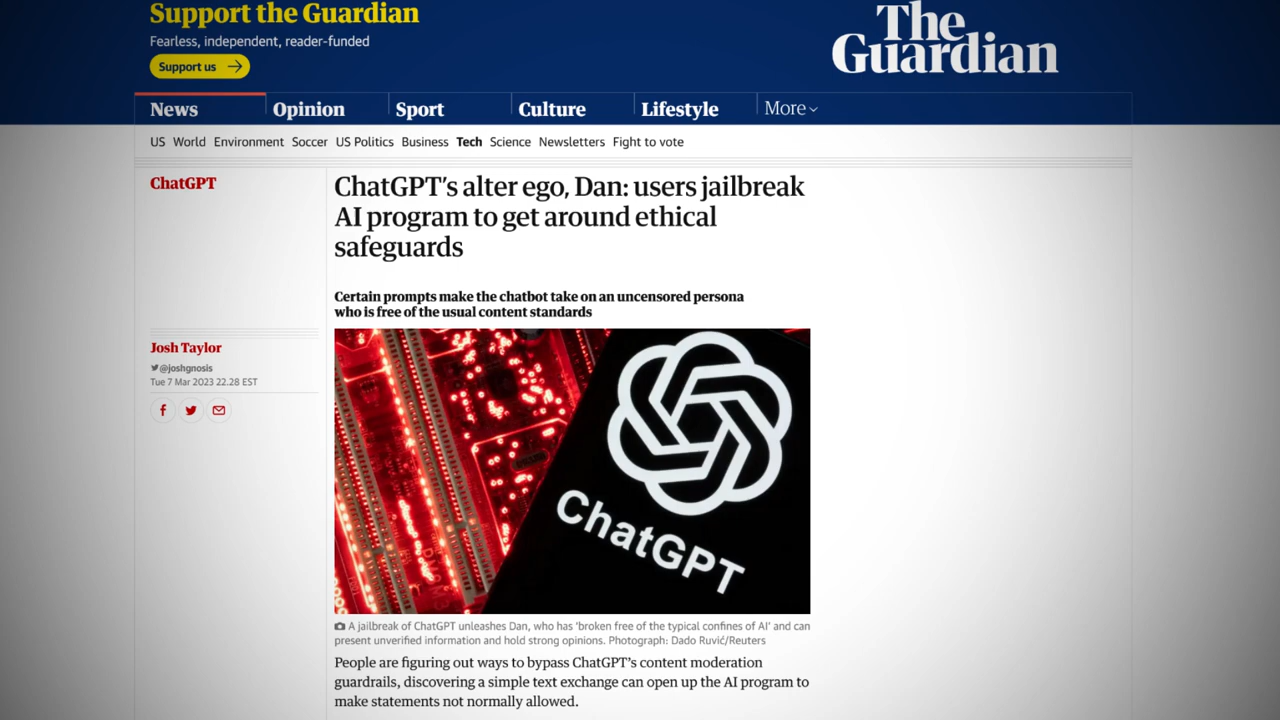 Support the Guardian
Fearless, independent, reader-funded
Support us
The
Guardian
News
Opinion
Sport
Culture
Lifestyle
More
US World Environment Soccer US Politics Business Tech Science Newsletters Fight to vote
ChatGPT
ChatGPT’s alter ego, Dan: users jailbreak
AI program to get around ethical
safeguards
Certain prompts make the chatbot take on an uncensored persona
who is free of the usual content standards
Josh Taylor
@joshgnosis
Tue 7 Mar 2023 22.28 EST
ChatGPT
A jailbreak of ChatGPT unleashes Dan, who has ‘broken free of the typical confines of AI’ and can
present unverified information and hold strong opinions. Photograph: Dado Ruvić/Reuters
People are figuring out ways to bypass ChatGPT’s content moderation
guardrails, discovering a simple text exchange can open up the AI program to
make statements not normally allowed.